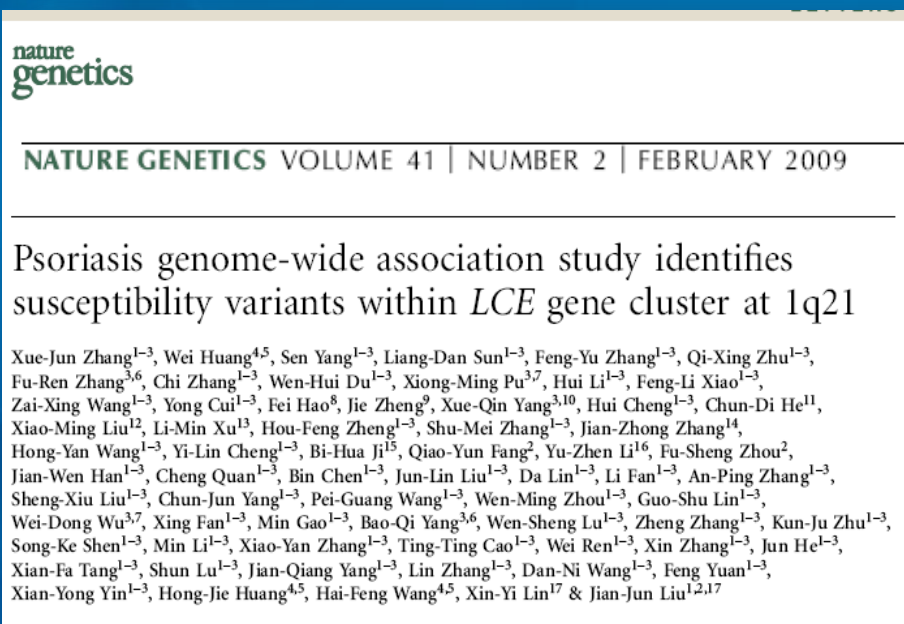 nature
genetics
NATURE GENETICS VOLUME 41 | NUMBER 2 | FEBRUARY 2009
Psoriasis genome-wide association study identifies
susceptibility variants within LCE gene cluster at 1q21
Xue-Jun Zhang1–3, Wei Huang4,5, Sen Yang1–3, Liang-Dan Sun1–3, Feng-Yu Zhang1–3, Qi-Xing Zhu1–3,
Fu-Ren Zhang3,6, Chi Zhang1–3, Wen-Hui Du1–3, Xiong-Ming Pu3,7, Hui Li1–3, Feng-Li Xiao1–3,
Zai-Xing Wang1–3, Yong Cui1–3, Fei Hao8, Jie Zheng9, Xue-Qin Yang3,10, Hui Cheng1–3, Chun-Di He11,
Xiao-Ming Liu12, Li-Min Xu13, Hou-Feng Zheng1–3, Shu-Mei Zhang1–3, Jian-Zhong Zhang14,
Hong-Yan Wang1–3, Yi-Lin Cheng1–3, Bi-Hua Ji15, Qiao-Yun Fang2, Yu-Zhen Li16, Fu-Sheng Zhou2,
Jian-Wen Han1–3, Cheng Quan1–3, Bin Chen1–3, Jun-Lin Liu1–3, Da Lin1–3, Li Fan1–3, An-Ping Zhang1–3,
Sheng-Xiu Liu1–3, Chun-Jun Yang1–3, Pei-Guang Wang1–3, Wen-Ming Zhou1–3, Guo-Shu Lin1–3,
Wei-Dong Wu3,7, Xing Fan1–3, Min Gao1–3, Bao-Qi Yang3,6, Wen-Sheng Lu1–3, Zheng Zhang1–3, Kun-Ju Zhu1–3,
Song-Ke Shen1–3, Min Li1–3, Xiao-Yan Zhang1–3, Ting-Ting Cao1–3, Wei Ren1–3, Xin Zhang1–3, Jun He1–3,
Xian-Fa Tang1–3, Shun Lu1–3, Jian-Qiang Yang1–3, Lin Zhang1–3, Dan-Ni Wang1–3, Feng Yuan1–3,
Xian-Yong Yin1–3, Hong-Jie Huang4,5, Hai-Feng Wang4,5, Xin-Yi Lin17 & Jian-Jun Liu1,2,17